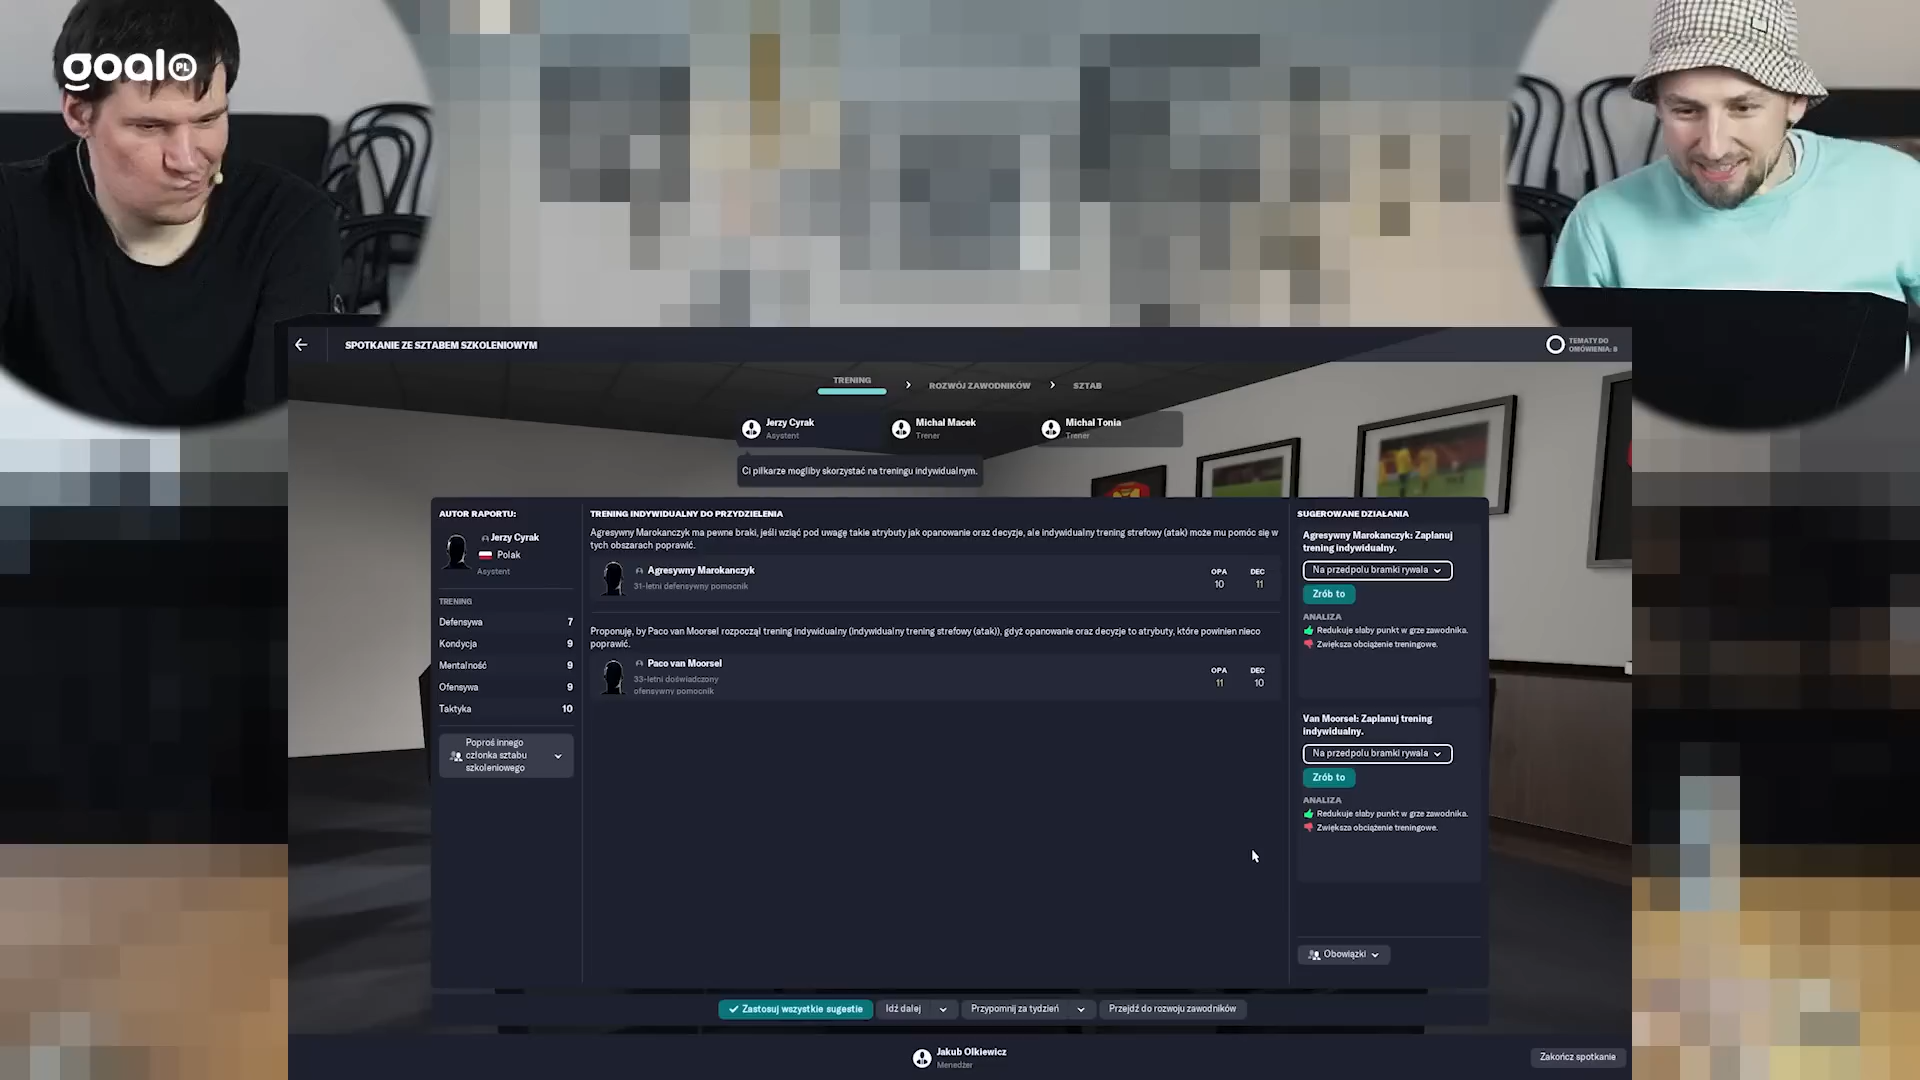 goalo PL
SPOTKANIE ZE SZTABEM SZKOLENIOWYM
TEMATY DO
OMÓWIENIA: 8
TRENING
ROZWÓJ ZAWODNIKÓW
SZTAB
Jerzy Cyrak
Asystent
Michal Macek
Trener
Michal Tonia
Trener
Ci piłkarze mogliby skorzystać na treningu indywidualnym.
AUTOR RAPORTU:
Jerzy Cyrak
Polak
Asystent
TRENING
Defensywa 7
Kondycja 9
Mentalność 9
Ofensywa 9
Taktyka 10
Poproś innego
członka sztabu
szkoleniowego
TRENING INDYWIDUALNY DO PRZYDZIELENIA
Agresywny Marokanczyk ma pewne braki, jeśli wziąć pod uwagę takie atrybuty jak opanowanie oraz decyzje, ale indywidualny trening strefowy (atak) może mu pomóc się w
tych obszarach poprawić.
Agresywny Marokanczyk
31-letni defensywny pomocnik
OPA DEC
10 11
Proponuję, by Paco van Moorsel rozpoczął trening indywidualny (indywidualny trening strefowy (atak)), gdyż opanowanie oraz decyzje to atrybuty, które powinien nieco
poprawić.
Paco van Moorsel
33-letni doświadczony
ofensywny pomocnik
OPA DEC
11 10
SUGEROWANE DZIAŁANIA
Agresywny Marokanczyk: Zaplanuj
trening indywidualny.
Na przedpolu bramki rywala
Zrób to
ANALIZA
Redukuje słaby punkt w grze zawodnika.
Zwiększa obciążenie treningowe.
Van Moorsel: Zaplanuj trening
indywidualny.
Na przedpolu bramki rywala
Zrób to
ANALIZA
Redukuje słaby punkt w grze zawodnika.
Zwiększa obciążenie treningowe.
Obowiązki
Zastosuj wszystkie sugestie
Idź dalej
Przypomnij za tydzień
Przejdź do rozwoju zawodników
Jakub Olkiewicz
Menedżer
Zakończ spotkanie